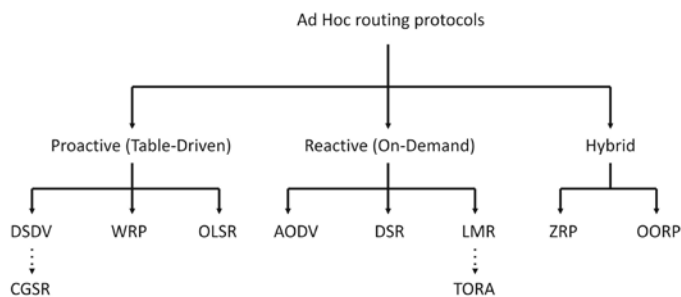 Ad Hoc routing protocols
Proactive (Table-Driven) Reactive (On-Demand) Hybrid
DSDV WRP OLSR AODV DSR LMR ZRP OORP
CGSR TORA